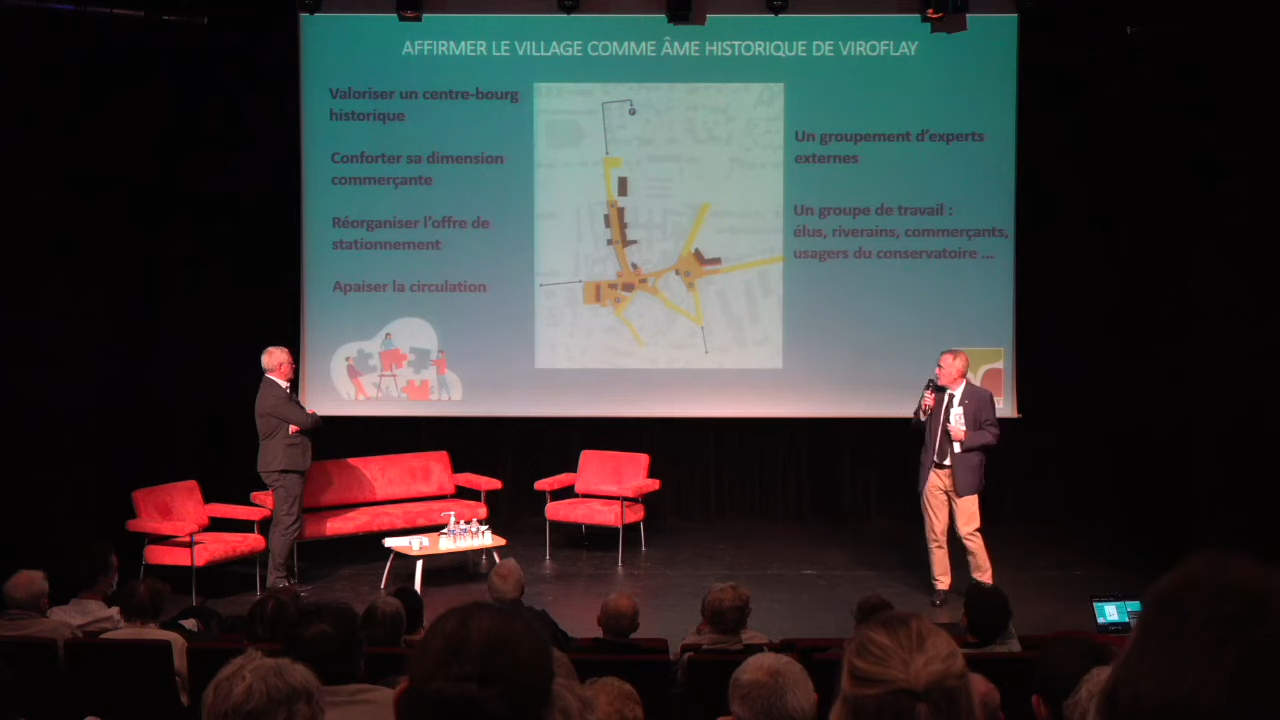 AFFIRMER LE VILLAGE COMME ÂME HISTORIQUE DE VIROFLAY
Valoriser un centre-bourg
historique
Conforter sa dimension
commerçante
Réorganiser l'offre de
stationnement
Apaiser la circulation
Un groupement d'experts
externes
Un groupe de travail :
élus, riverains, commerçants,
usagers du conservatoire ...